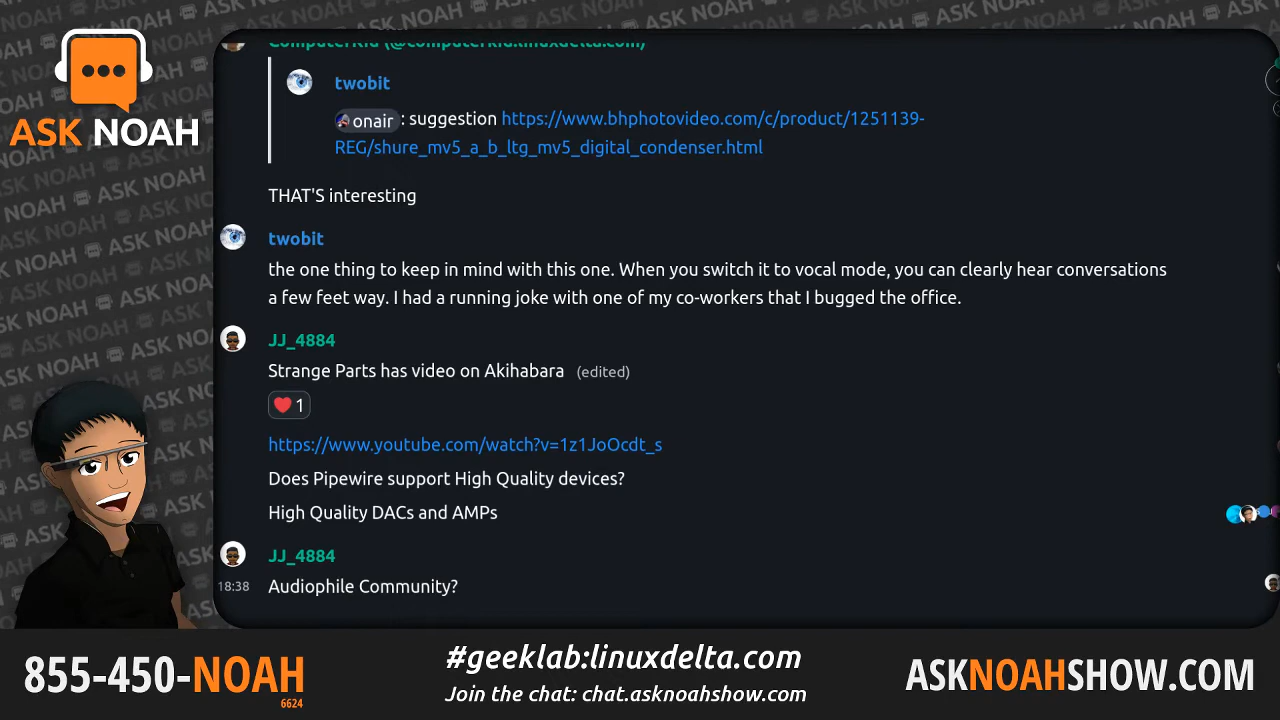 ASK NOAH
ComputerKid (@computerkid:linuxdelta.com)
twobit
onair : suggestion https://www.bhphotovideo.com/c/product/1251139-
REG/shure_mv5_a_b_ltg_mv5_digital_condenser.html
THAT'S interesting
twobit
the one thing to keep in mind with this one. When you switch it to vocal mode, you can clearly hear conversations
a few feet way. I had a running joke with one of my co-workers that I bugged the office.
JJ_4884
Strange Parts has video on Akihabara (edited)
1
https://www.youtube.com/watch?v=1z1JoOcdt_s
Does Pipewire support High Quality devices?
High Quality DACs and AMPs
JJ_4884
18:38 Audiophile Community?
855-450-NOAH
6624
#geeklab:linuxdelta.com
Join the chat: chat.asknoahshow.com
ASKNOAHSHOW.COM